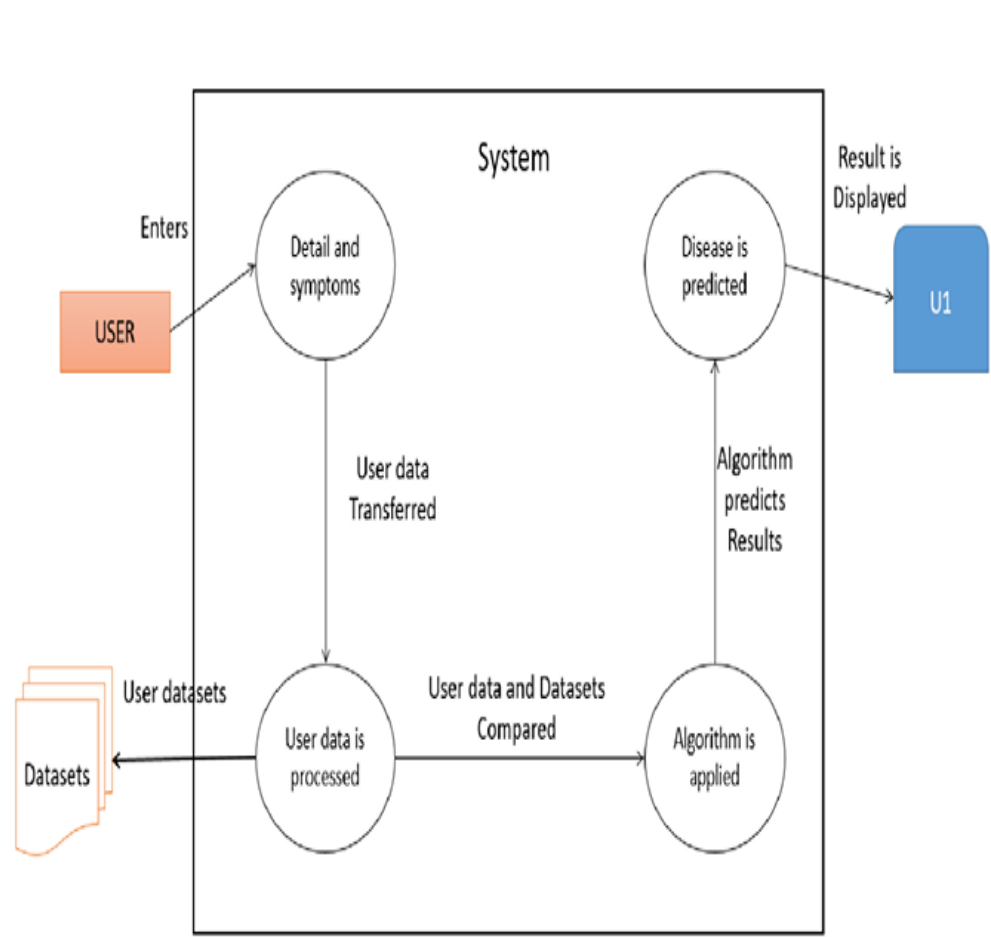 System
Result is
Displayed
Enters
Detail and
symptoms
Disease is
predicted
USER
U1
User data
Transferred
Algorithm
predicts
Results
User datasets
User data and Datasets
Compared
Datasets
User data is
processed
Algorithm is
applied